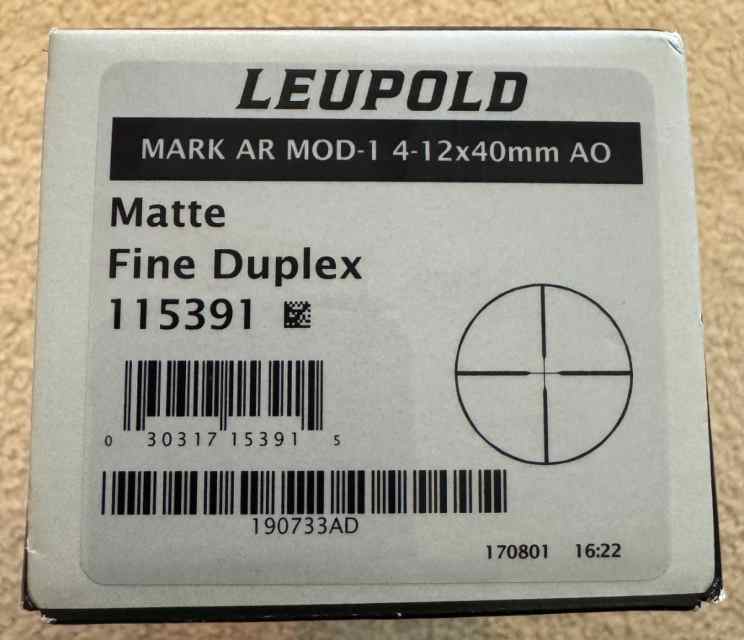 LEUPOLD
MARK AR MOD-1 4-12x40mm AO
Matte
Fine Duplex
115391
0 30317 15391 5
190733AD
170801 16:22